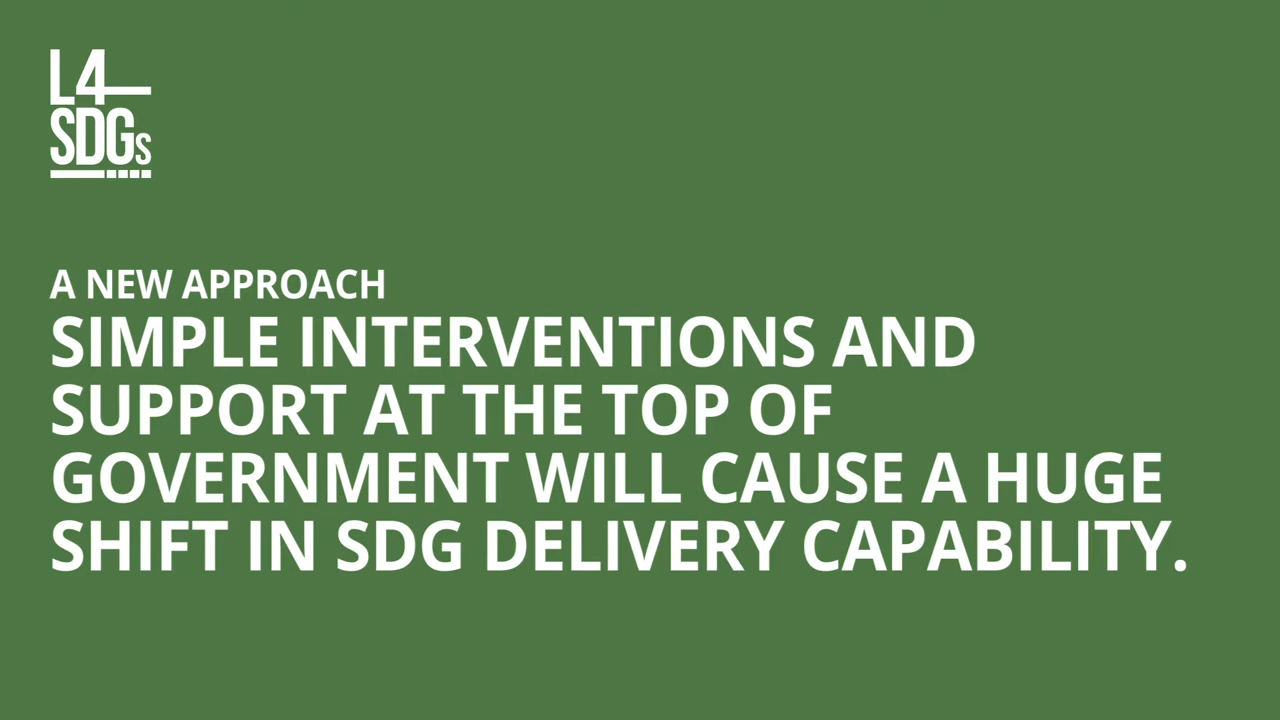 L4
SDGs
A NEW APPROACH
SIMPLE INTERVENTIONS AND
SUPPORT AT THE TOP OF
GOVERNMENT WILL CAUSE A HUGE
SHIFT IN SDG DELIVERY CAPABILITY.